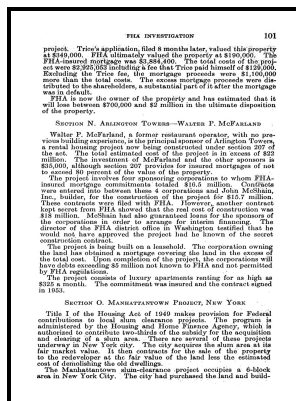 FHA INVESTIGATION 101
project. Trice's application, filed 8 months later, valued this property
at $349,000. FHA ultimately valued the property at $190,000. The
FHA-insured mortgage was $3,884,400. The total costs of the proj-
ect were $2,925,053 including a fee that Trice paid himself of $129,000.
Excluding the Trice fee, the mortgage proceeds were $1,100,000
more than the total costs. The excess mortgage proceeds were dis-
tributed to the shareholders, a substantial part of it after the mortgage
was in default.
FHA is now the owner of the property and has estimated that it
will lose between $700,000 and $2 million in the ultimate disposition
of the property.
SECTION N. ARLINGTON TOWERS—WALTER P. MCFARLAND
Walter P. McFarland, a former restaurant operator, with no pre-
vious building experience, is the principal sponsor of Arlington Towers,
a rental housing project now being constructed under section 207 of
the act. The total estimated cost of the project is in excess of $22
million. The investment of McFarland and the other sponsors is
$35,000, although section 207 provides for insured mortgages of not
to exceed 80 percent of the value of the property.
The project involves four sponsoring corporations to whom FHA-
insured mortgage commitments totaled $16.5 million. Contracts
were entered into between these 4 corporations and John McShain,
Inc., builder, for the construction of the project for $15.7 million.
These contracts were filed with FHA. However, another contract
kept secret from FHA provided that the real cost of construction was
$18 million. McShain had also guaranteed loans for the sponsors of
the corporations in order to arrange for interim financing. The
director of the FHA district office in Washington testified that he
would not have approved the project had he known of the secret
construction contract.
The project is being built on a leasehold. The corporation owning
the land has obtained a mortgage covering the land in the excess of
the total cost. Upon completion of the project, the corporations will
have debts exceeding $8 million not known to FHA and not permitted
by FHA regulations.
The project consists of luxury apartments renting for as high as
$325 a month. The commitment was insured and the contract signed
in 1953.
SECTION O. MANHATTANTOWN PROJECT, NEW YORK
Title I of the Housing Act of 1949 makes provision for Federal
contributions to local slum clearance projects. The program is
administered by the Housing and Home Finance Agency, which is
authorized to contribute two-thirds of the subsidy for the acquisition
and clearing of a slum area. There are several of these projects
underway in New York city. The city acquires the slum area at its
fair market value. It then contracts for the sale of the property
to the redeveloper at the fair value of the land less the estimated
cost of demolishing the old dwellings.
The Manhattantown slum-clearance project occupies a 6-block
area in New York City. The city had purchased the land and build-